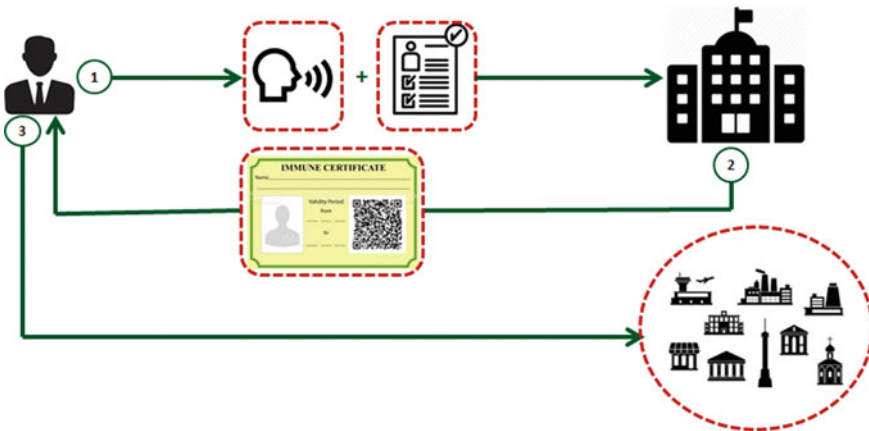 1
+
3
2
IMMUNE CERTIFICATE
Name
Validity Period
from
to